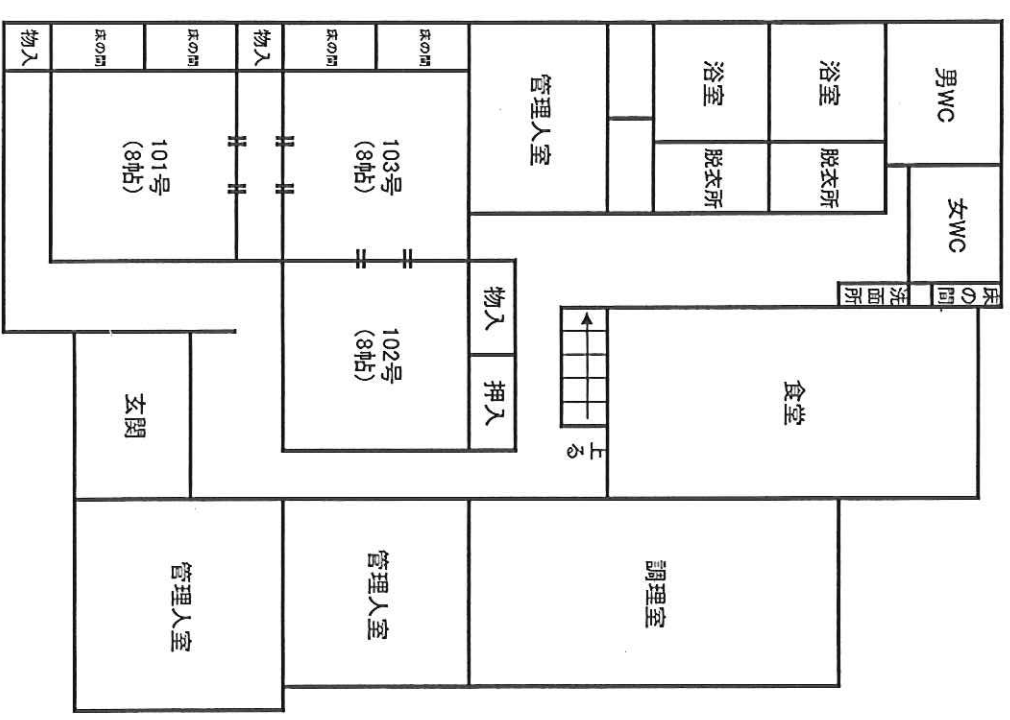 物入
床の間
床の間
物入
床の間
床の間
管理人室
浴室
浴室
男WC
脱衣所
脱衣所
女WC
101号
(8帖)
103号
(8帖)
床の間
洗面所
物入
102号
(8帖)
押入
食堂
玄関
上る
管理人室
管理人室
調理室